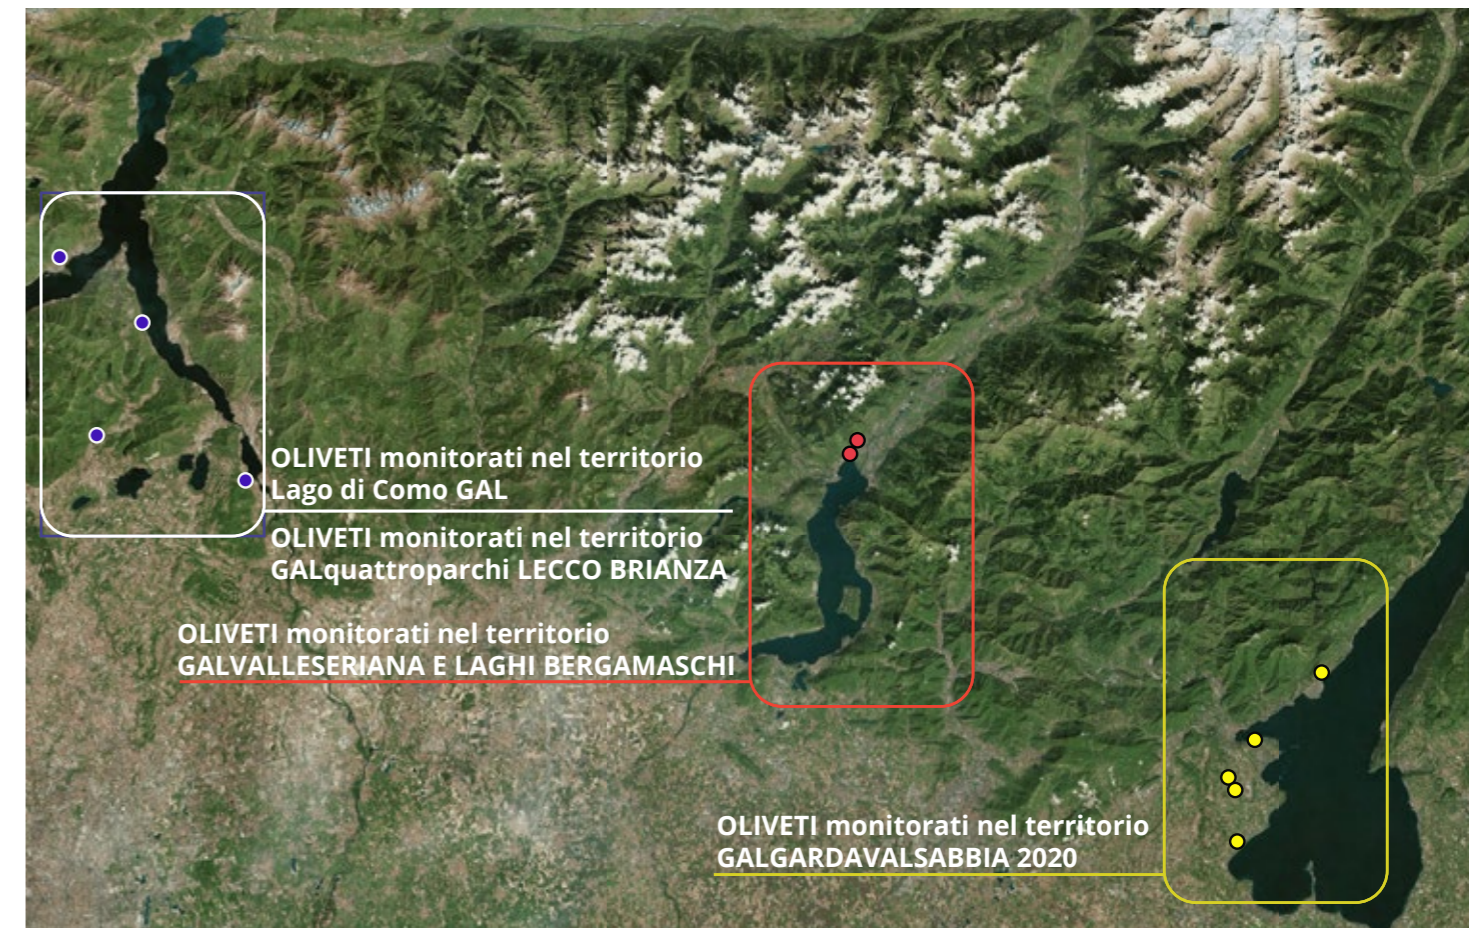 OLIVETI monitorati nel territorio
Lago di Como GAL
OLIVETI monitorati nel territorio
GALquattroparchi LECCO BRIANZA
OLIVETI monitorati nel territorio
GALVALLESERIANA E LAGHI BERGAMASCHI
OLIVETI monitorati nel territorio
GALGARDAVALSABBIA 2020